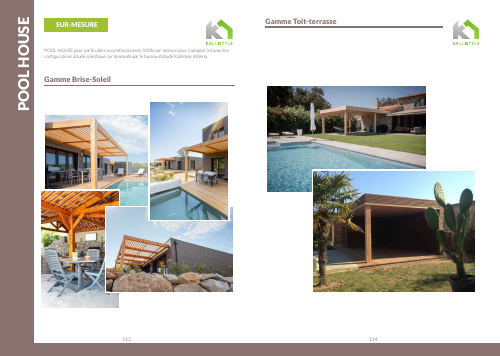 POOL HOUSE
SUR-MESURE
KALLISTYLE
POOL HOUSE pour particuliers ou professionnels, 100% sur-mesure pour s'adapter à toutes les
configurations. Etude spécifique sur demande par le bureau d'étude Kallistyle d'Aléria.
Gamme Brise-Soleil
113
Gamme Toit-terrasse
KALLISTYLE
114